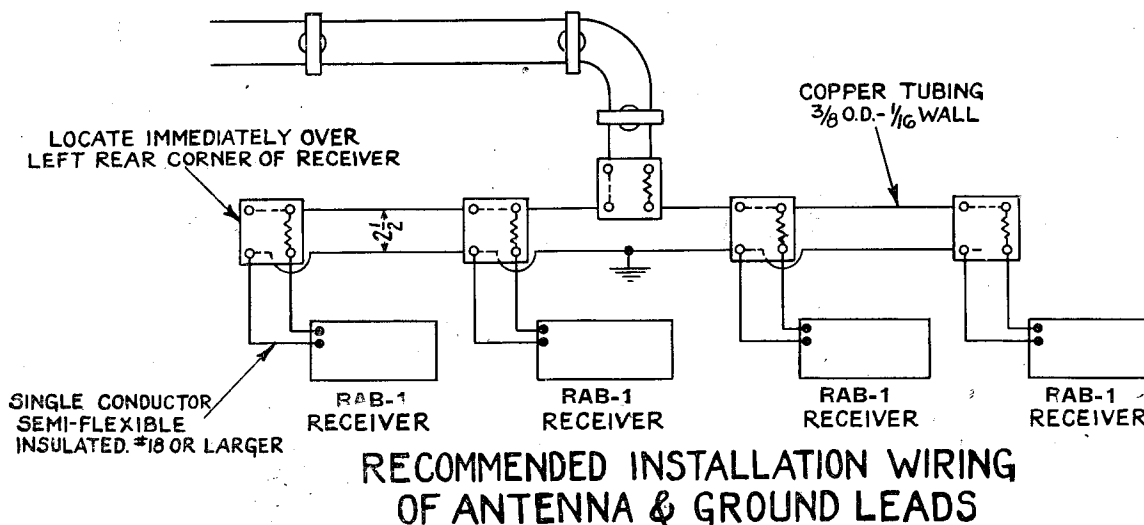 COPPER TUBING
3/8 O.D.-1/16 WALL
LOCATE IMMEDIATELY OVER
LEFT REAR CORNER OF RECEIVER
2 1/2
SINGLE CONDUCTOR
SEMI-FLEXIBLE
INSULATED. #18 OR LARGER
RAB-1
RECEIVER
RAB-1
RECEIVER
RAB-1
RECEIVER
RAB-1
RECEIVER
RECOMMENDED INSTALLATION WIRING
OF ANTENNA & GROUND LEADS